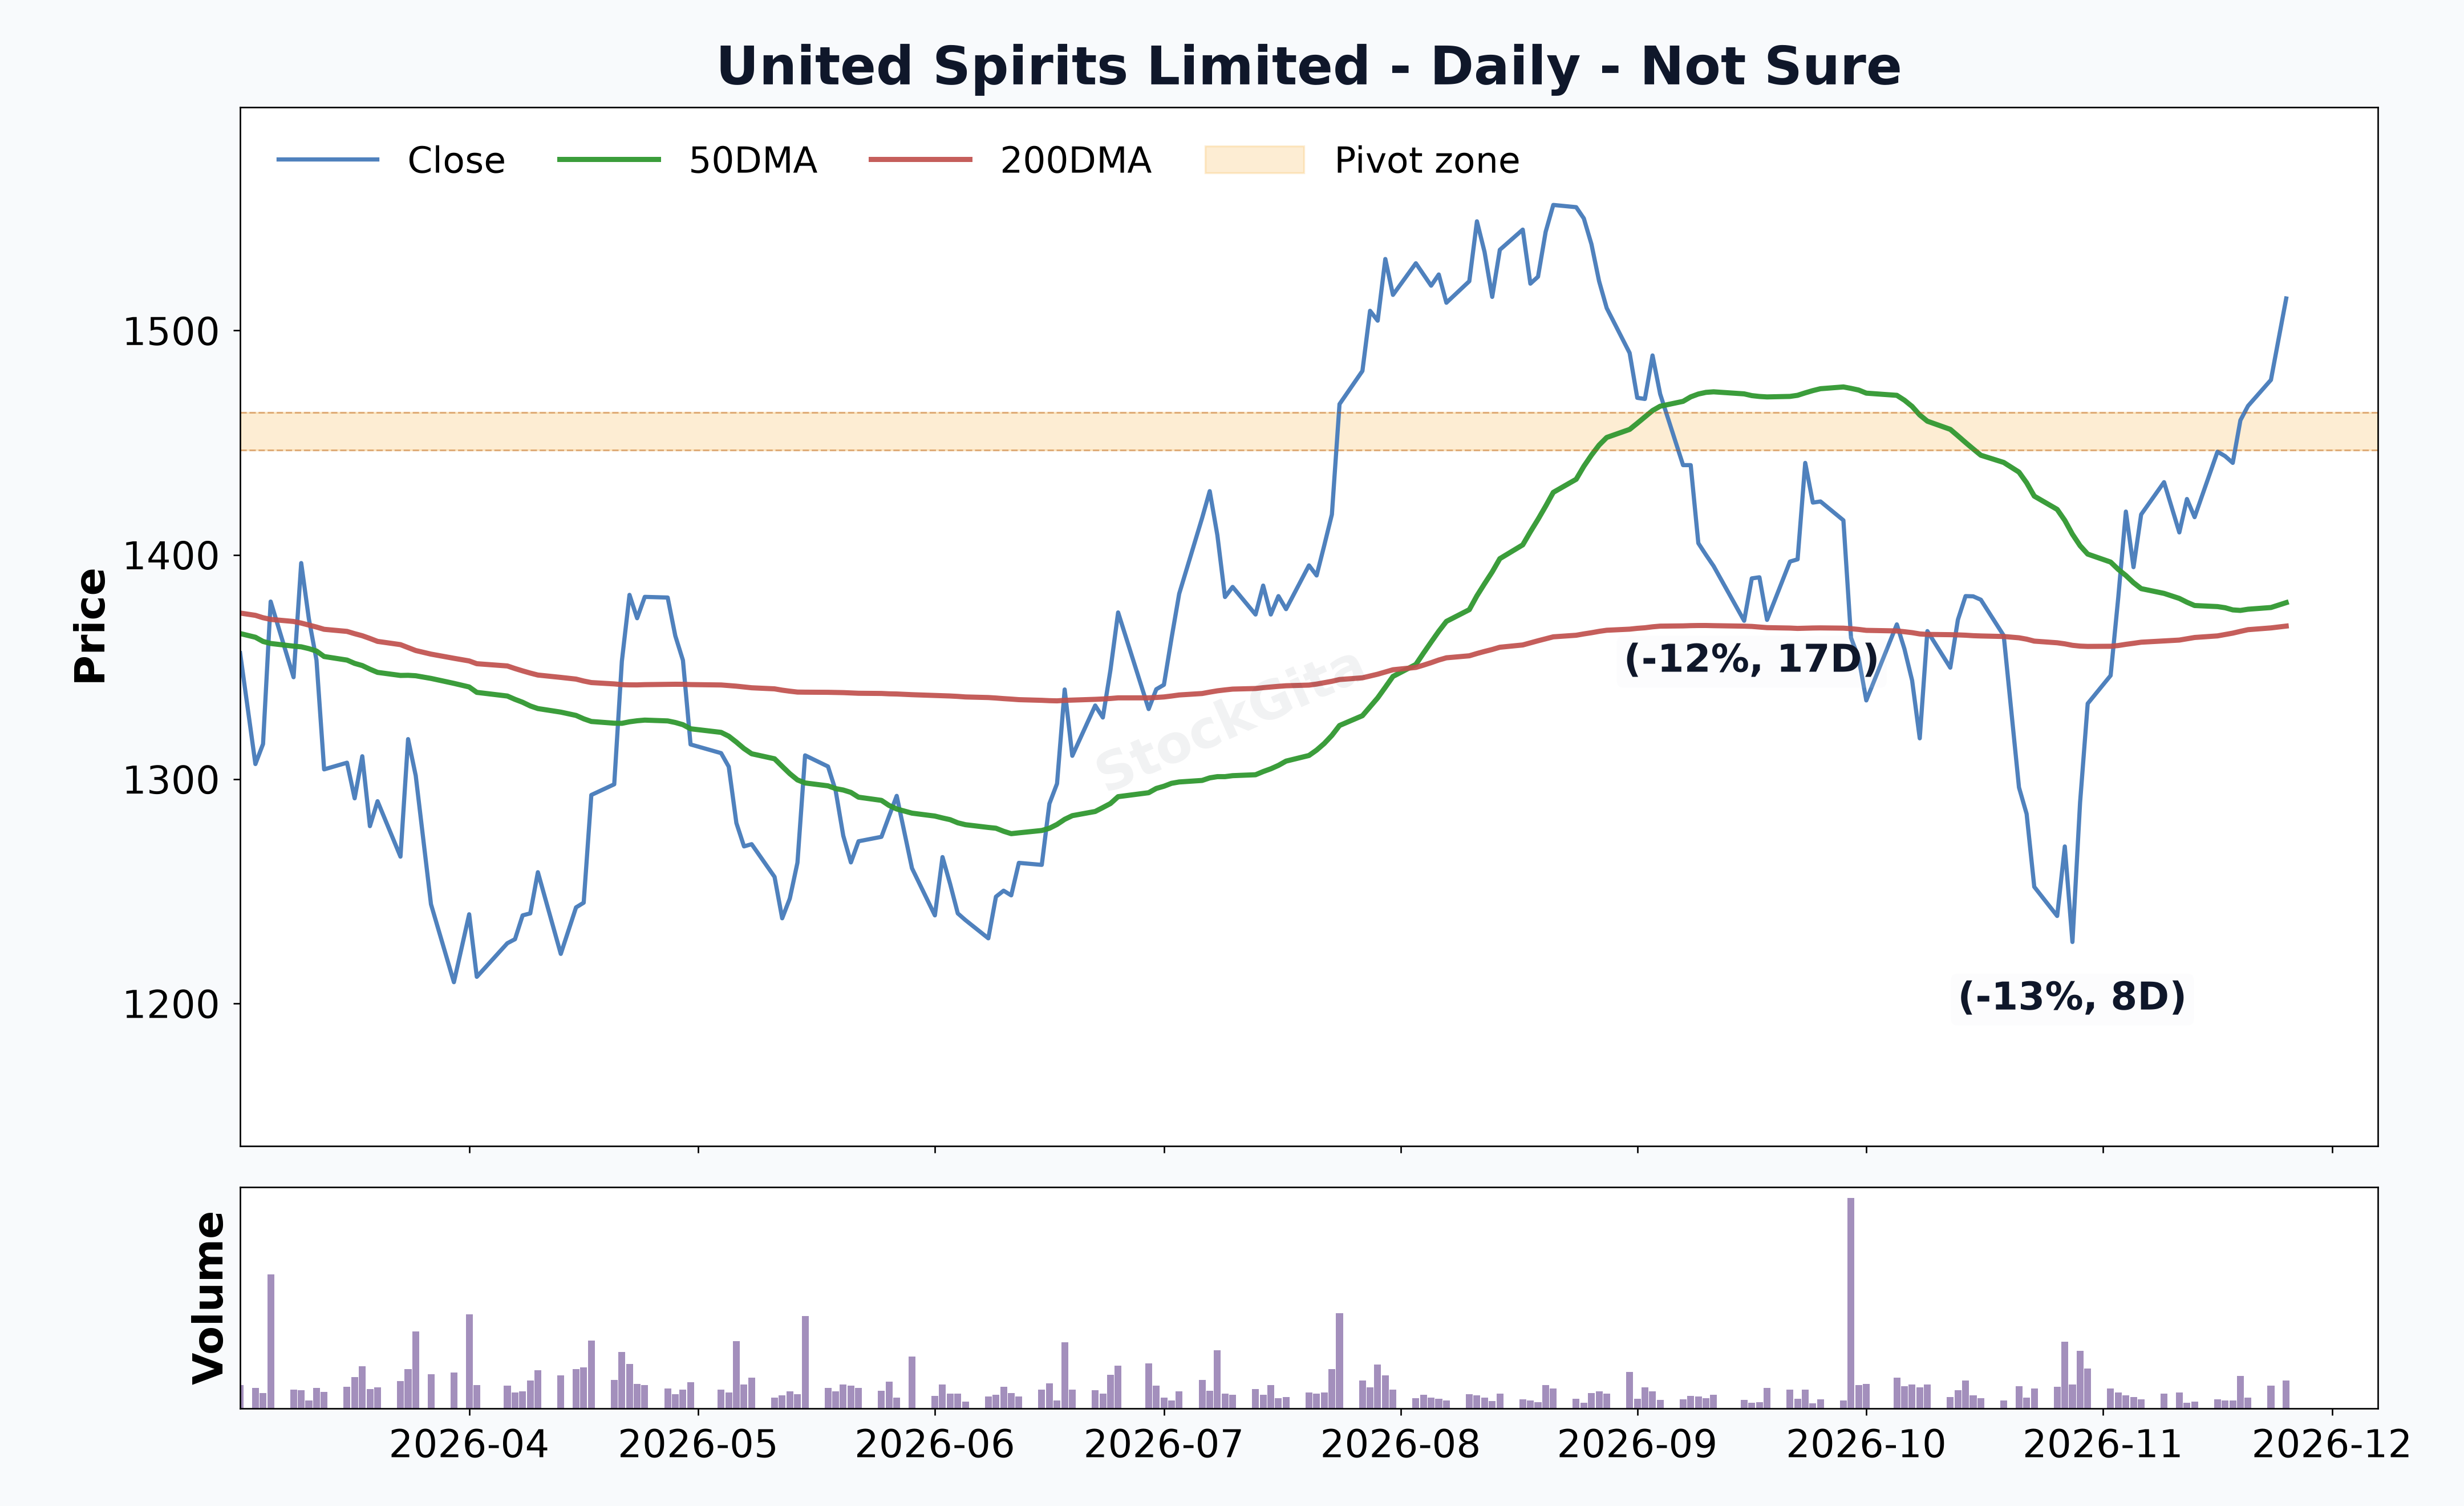 United Spirits Limited - Daily - Not Sure
Close 50DMA 200DMA Pivot zone
Price
1500
1400
1300
1200
(-12%, 17D)
(-13%, 8D)
StockGita
Volume
2026-04 2026-05 2026-06 2026-07 2026-08 2026-09 2026-10 2026-11 2026-12